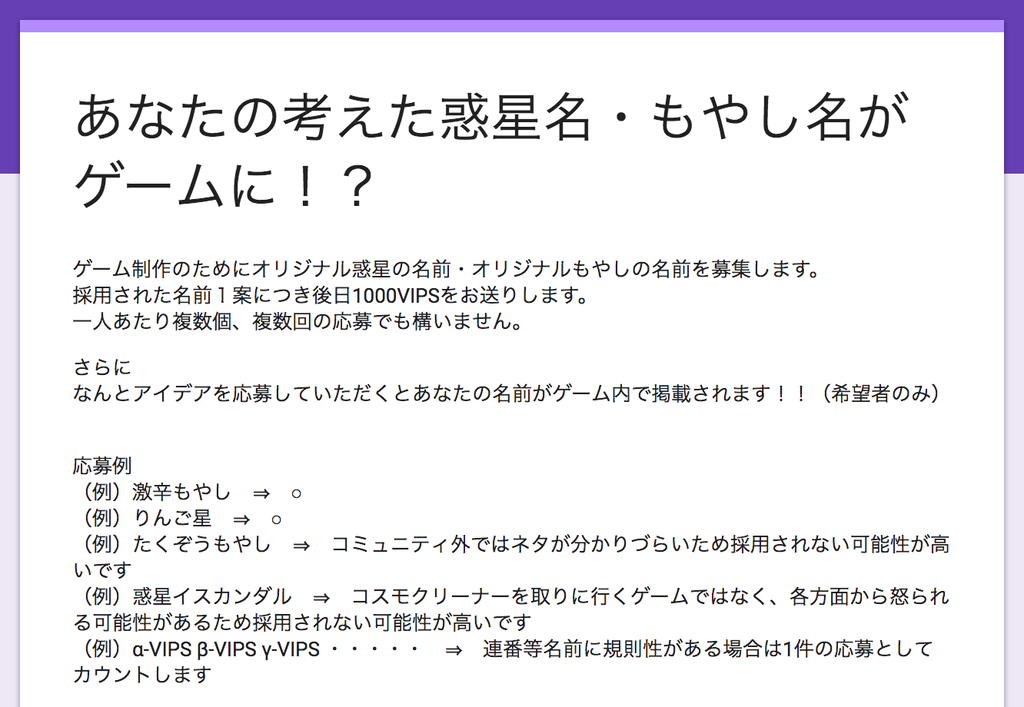 あなたの考えた惑星名・もやし名が
ゲームに！？
ゲーム制作のためにオリジナル惑星の名前・オリジナルもやしの名前を募集します。
採用された名前１案につき後日1000VIPSをお送りします。
一人あたり複数個、複数回の応募でも構いません。
さらに
なんとアイデアを応募していただくとあなたの名前がゲーム内で掲載されます！！（希望者のみ）
応募例
（例）激辛もやし　⇒　○
（例）りんご星　⇒　○
（例）たくぞうもやし　⇒　コミュニティ外ではネタが分かりづらいため採用されない可能性が高
いです
（例）惑星イスカンダル　⇒　コスモクリーナーを取りに行くゲームではなく、各方面から怒られ
る可能性があるため採用されない可能性が高いです
（例）α-VIPS β-VIPS γ-VIPS ・・・・・　⇒　連番等名前に規則性がある場合は1件の応募として
カウントします